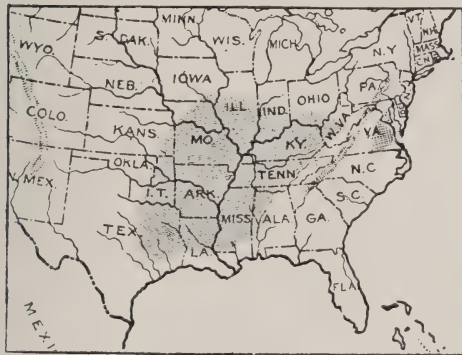 MINN.
VT.
N.H.
WIS.
MICH.
N.Y
MASS
CN.
WYO.
S. DAK.
IOWA
PA.
NEB.
ILL.
IND.
OHIO
COLO.
KANS.
MO.
KY.
W.VA.
VA.
OKLA.
TENN.
N.C
N. MEX.
I.T.
ARK.
S.C.
TEX.
MISS.
ALA.
GA.
LA.
FLA.
MEXI